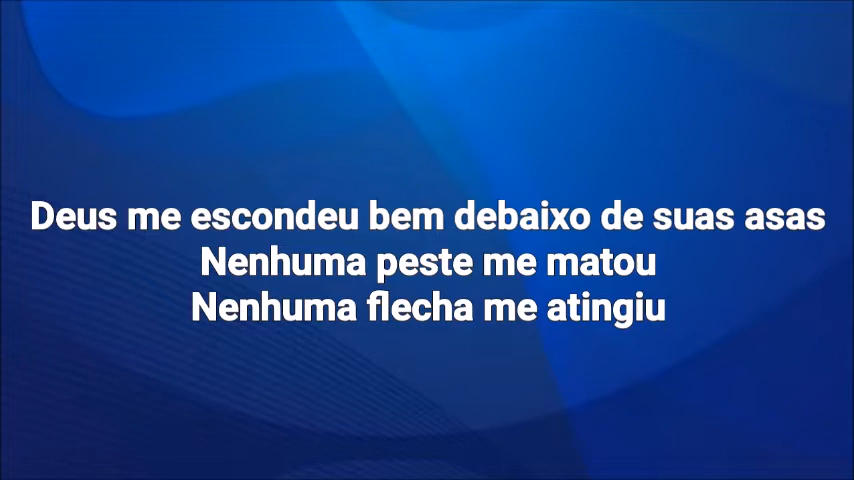 Deus me escondeu bem debaixo de suas asas
Nenhuma peste me matou
Nenhuma flecha me atingiu